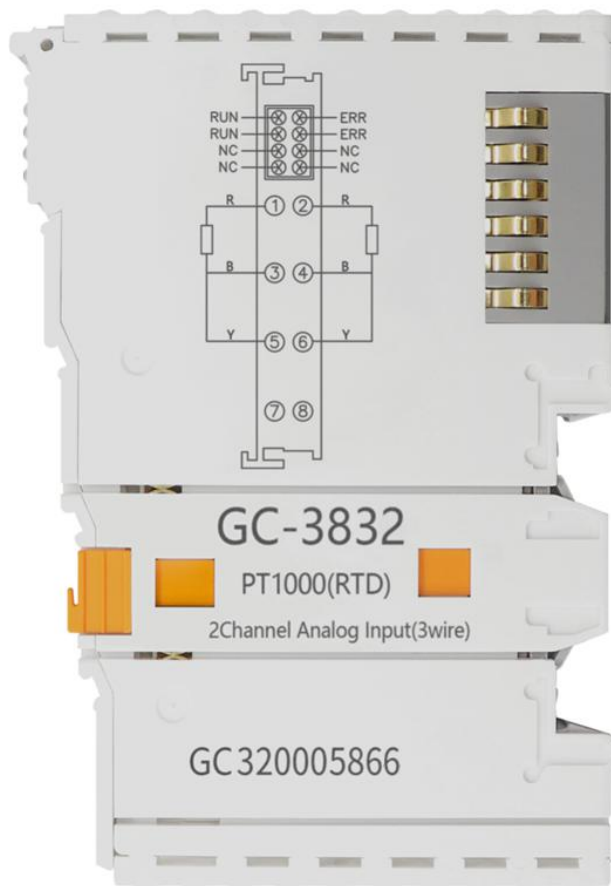 RUN ERR
RUN ERR
NC NC
NC NC
R 1 2 R
B 3 4 B
Y 5 6 Y
7 8
GC-3832
PT1000(RTD)
2Channel Analog Input(3wire)
GC320005866